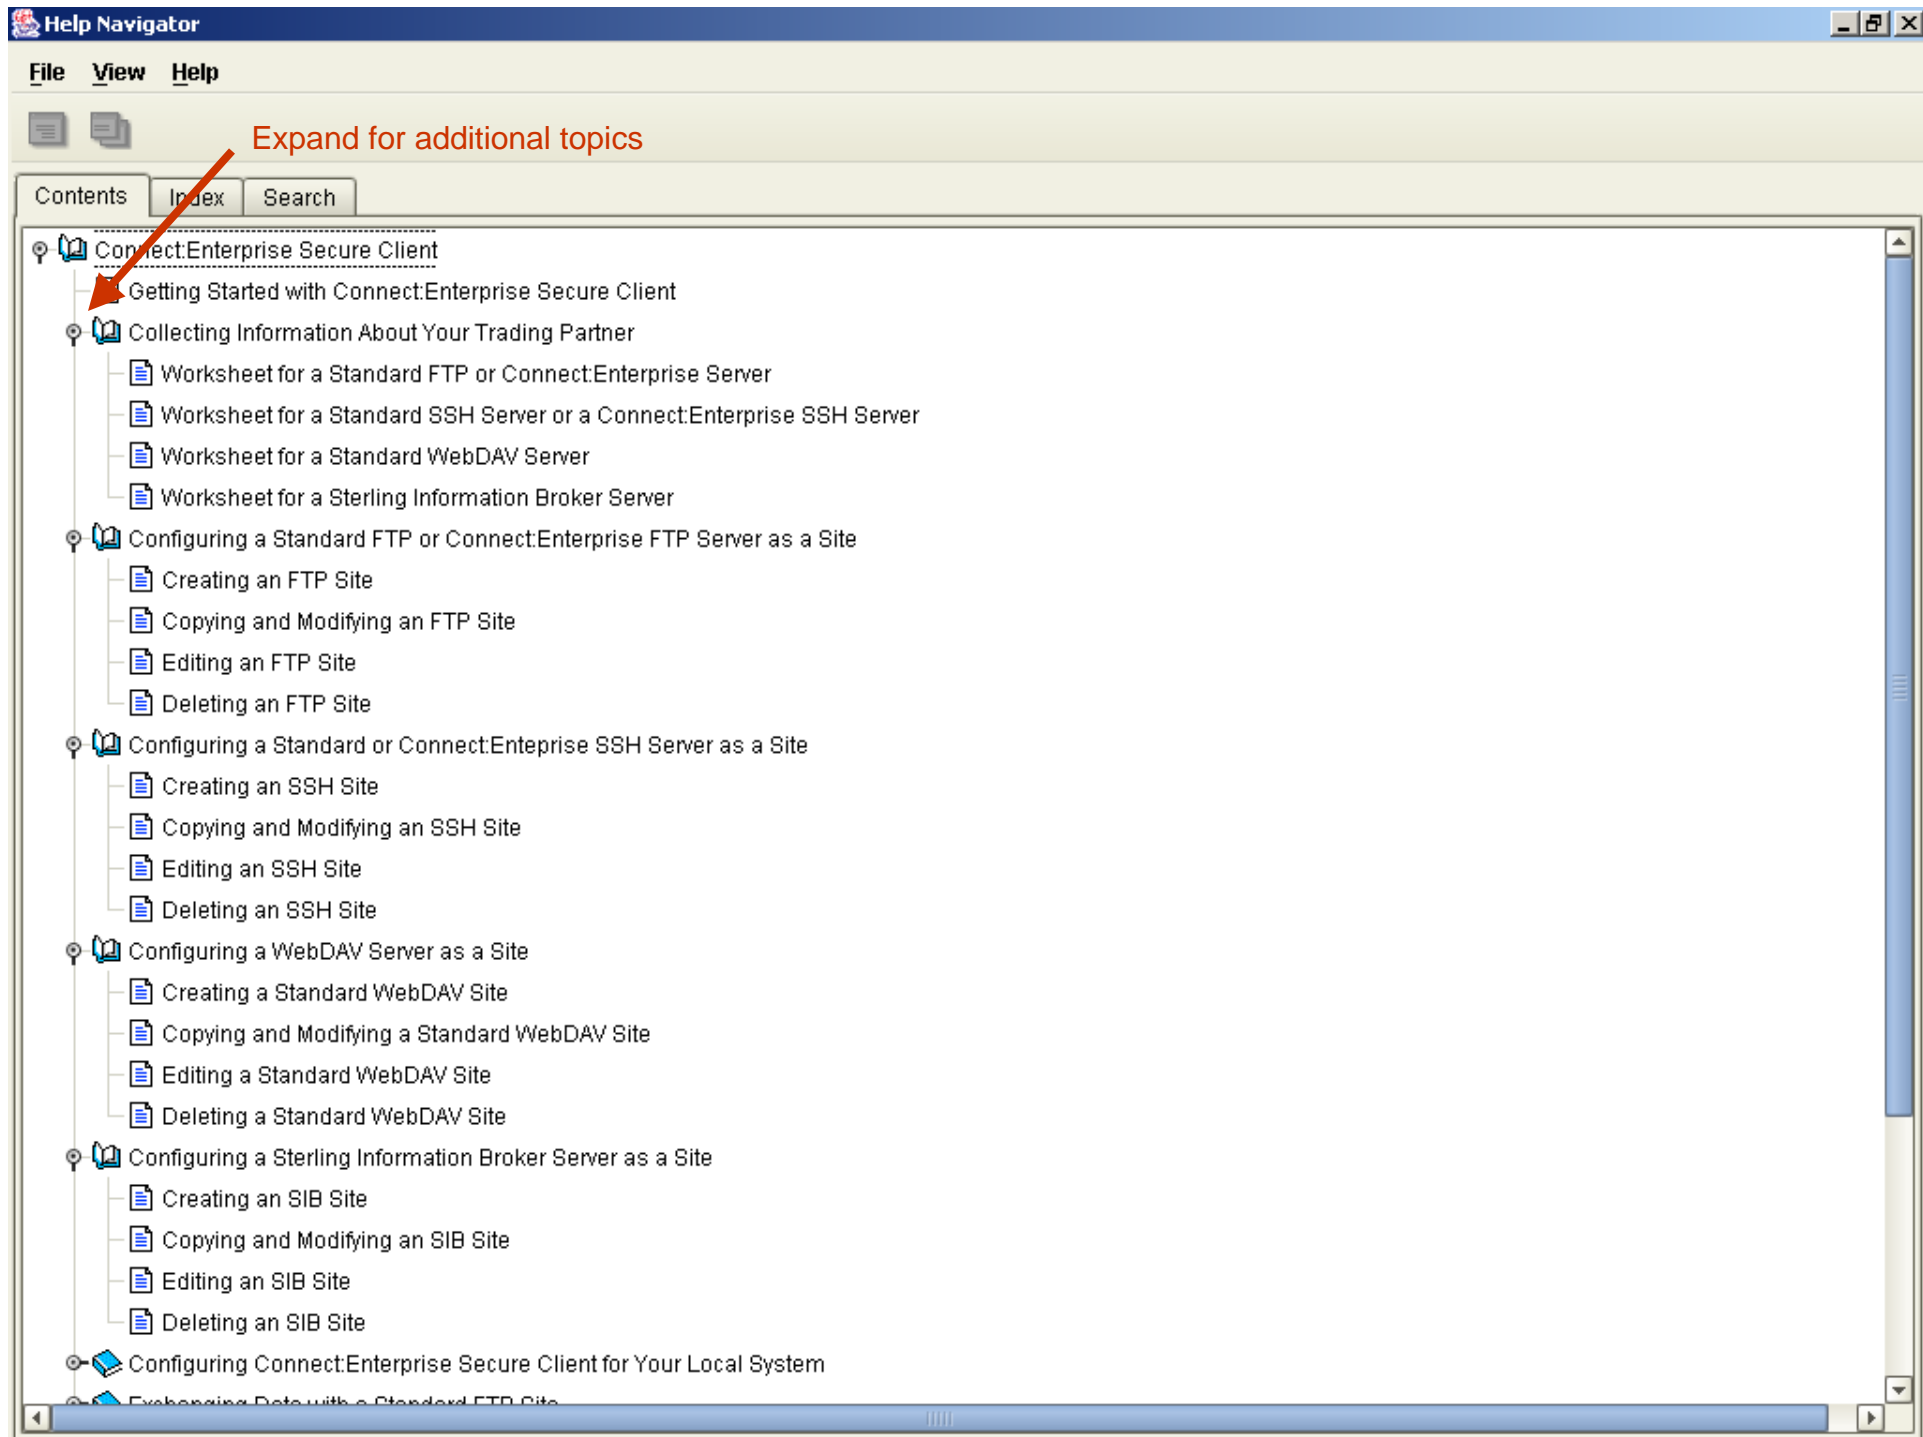 Help Navigator
File View Help
Expand for additional topics
Contents Index Search
Connect:Enterprise Secure Client
Getting Started with Connect:Enterprise Secure Client
Collecting Information About Your Trading Partner
Worksheet for a Standard FTP or Connect:Enterprise Server
Worksheet for a Standard SSH Server or a Connect:Enterprise SSH Server
Worksheet for a Standard WebDAV Server
Worksheet for a Sterling Information Broker Server
Configuring a Standard FTP or Connect:Enterprise FTP Server as a Site
Creating an FTP Site
Copying and Modifying an FTP Site
Editing an FTP Site
Deleting an FTP Site
Configuring a Standard or Connect:Enteprise SSH Server as a Site
Creating an SSH Site
Copying and Modifying an SSH Site
Editing an SSH Site
Deleting an SSH Site
Configuring a WebDAV Server as a Site
Creating a Standard WebDAV Site
Copying and Modifying a Standard WebDAV Site
Editing a Standard WebDAV Site
Deleting a Standard WebDAV Site
Configuring a Sterling Information Broker Server as a Site
Creating an SIB Site
Copying and Modifying an SIB Site
Editing an SIB Site
Deleting an SIB Site
Configuring Connect:Enterprise Secure Client for Your Local System
Exchanging Data with a Standard FTP Site